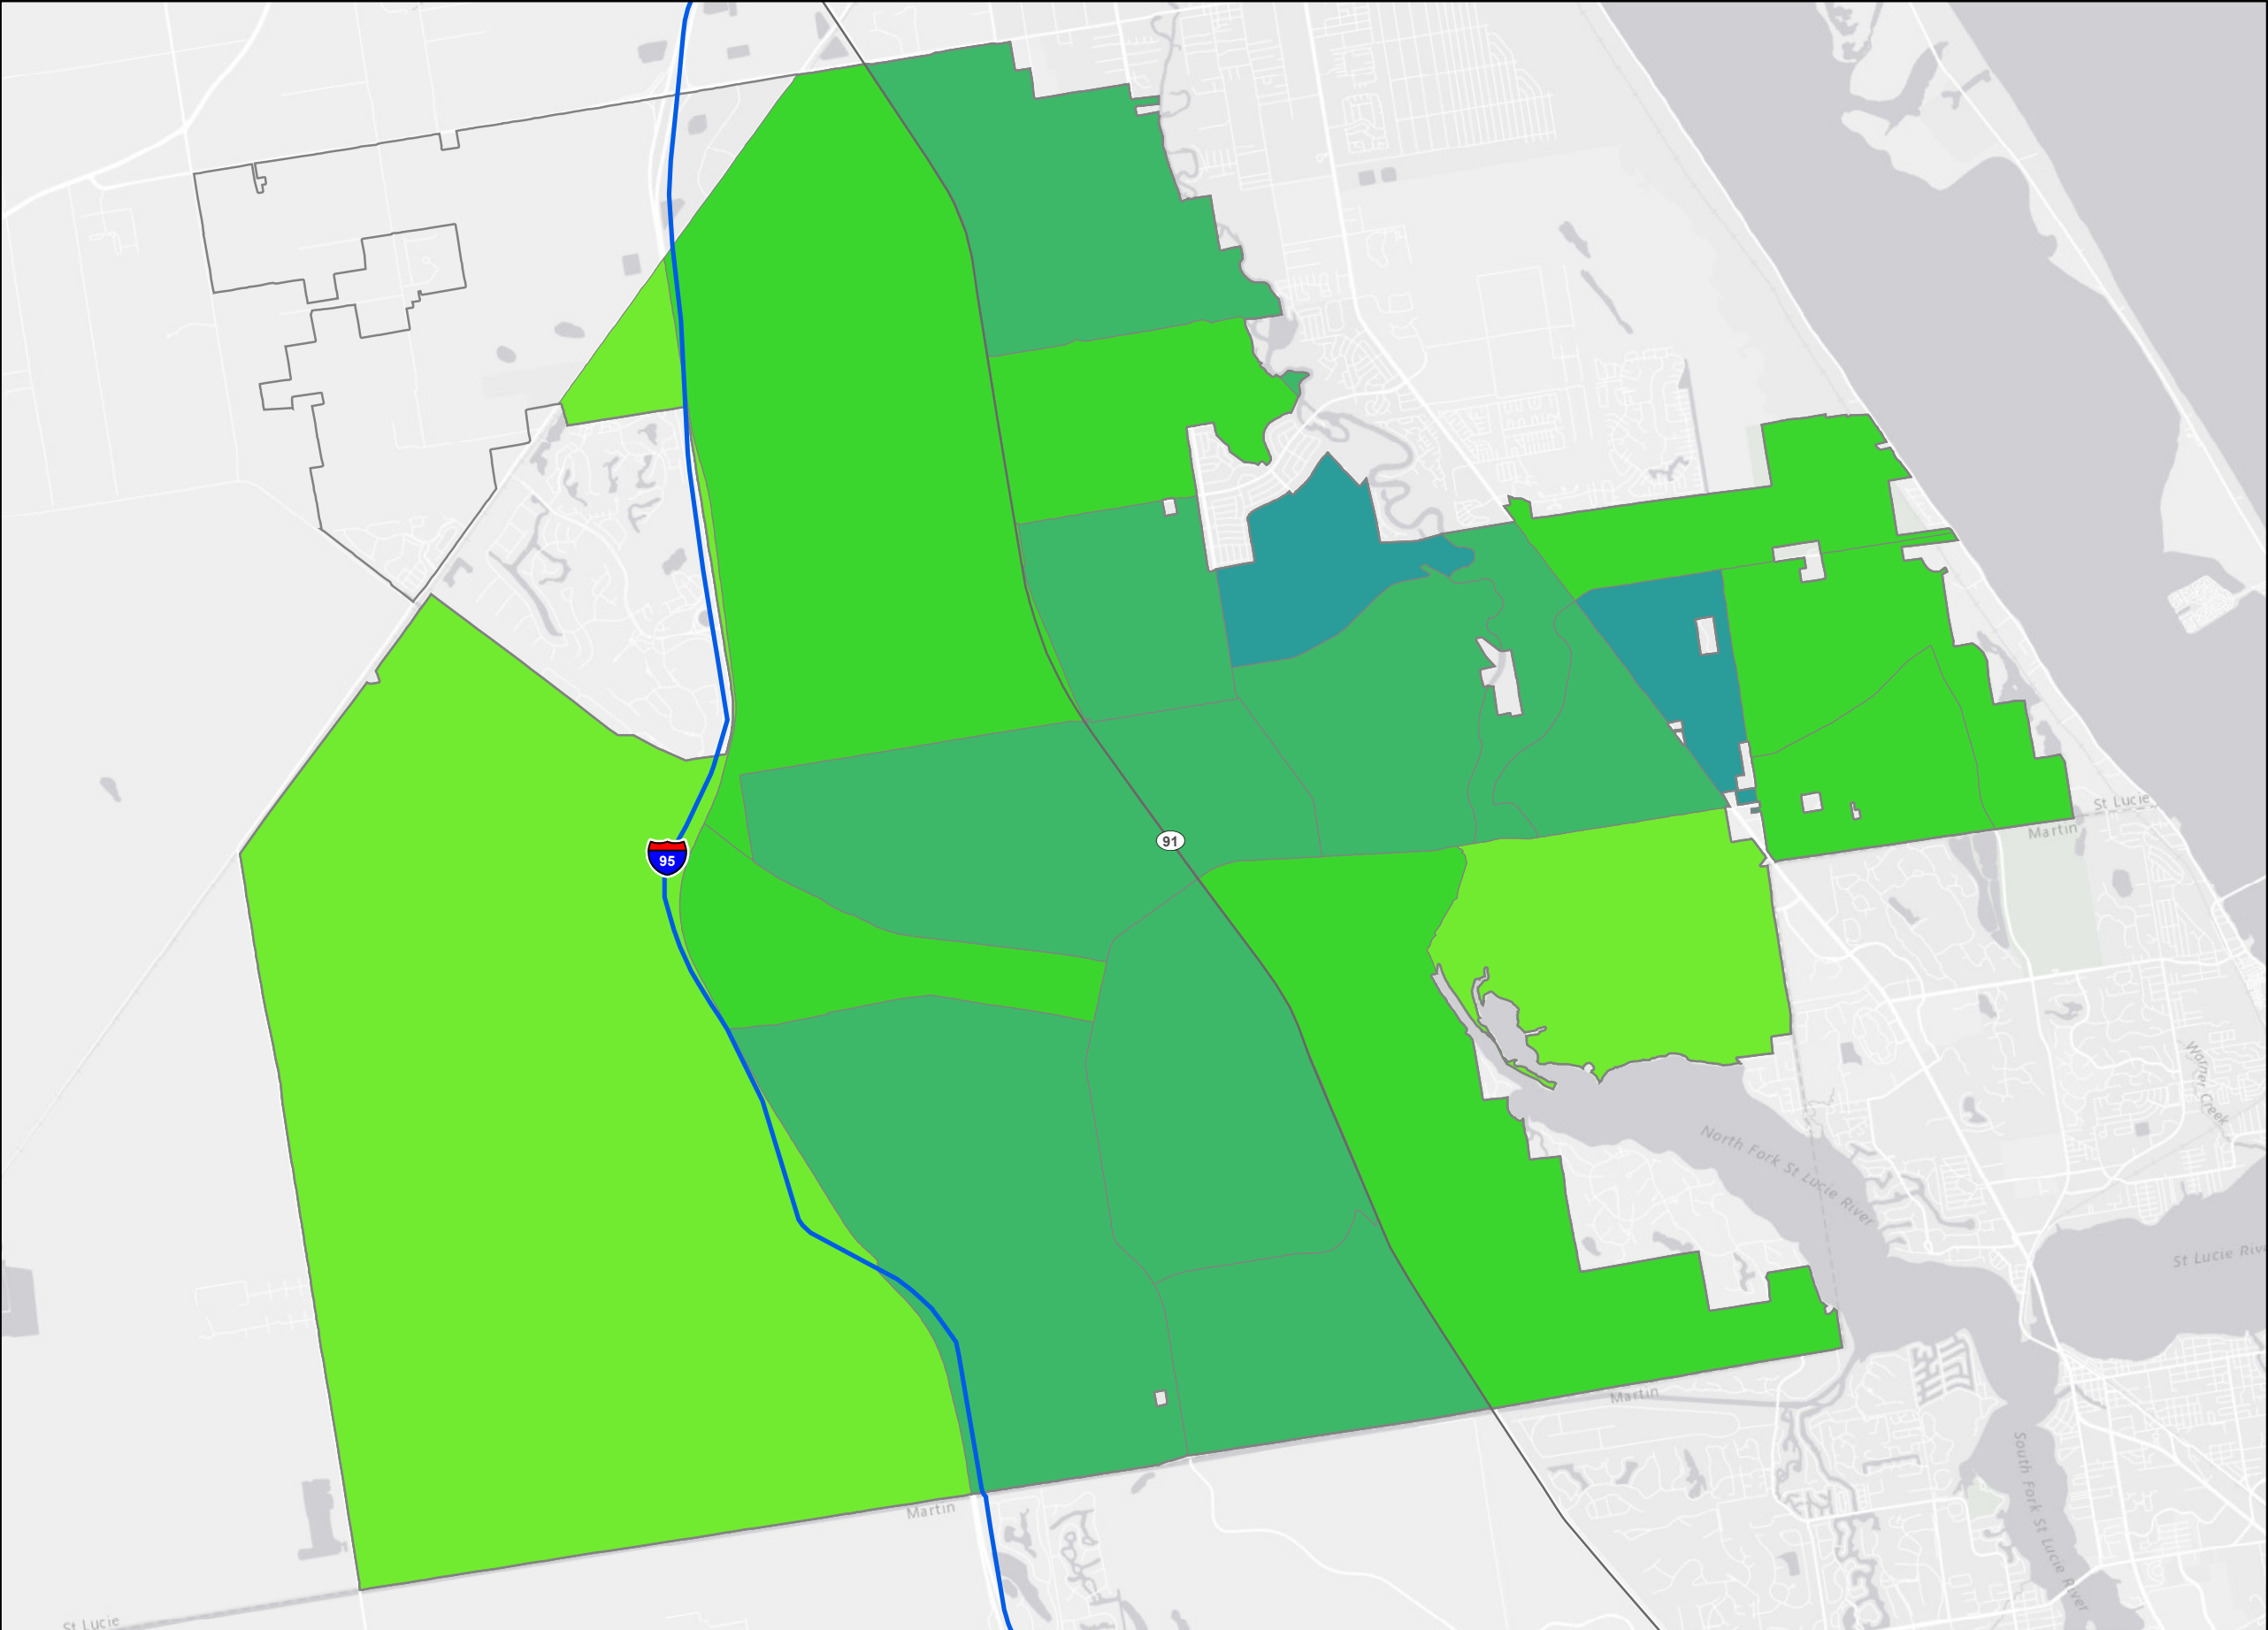 St Lucie
Martin
91
95
Warner Creek
North Fork St Lucie River
St Lucie Rive
Martin
South Fork St Lucie River
Martin
St Lucie